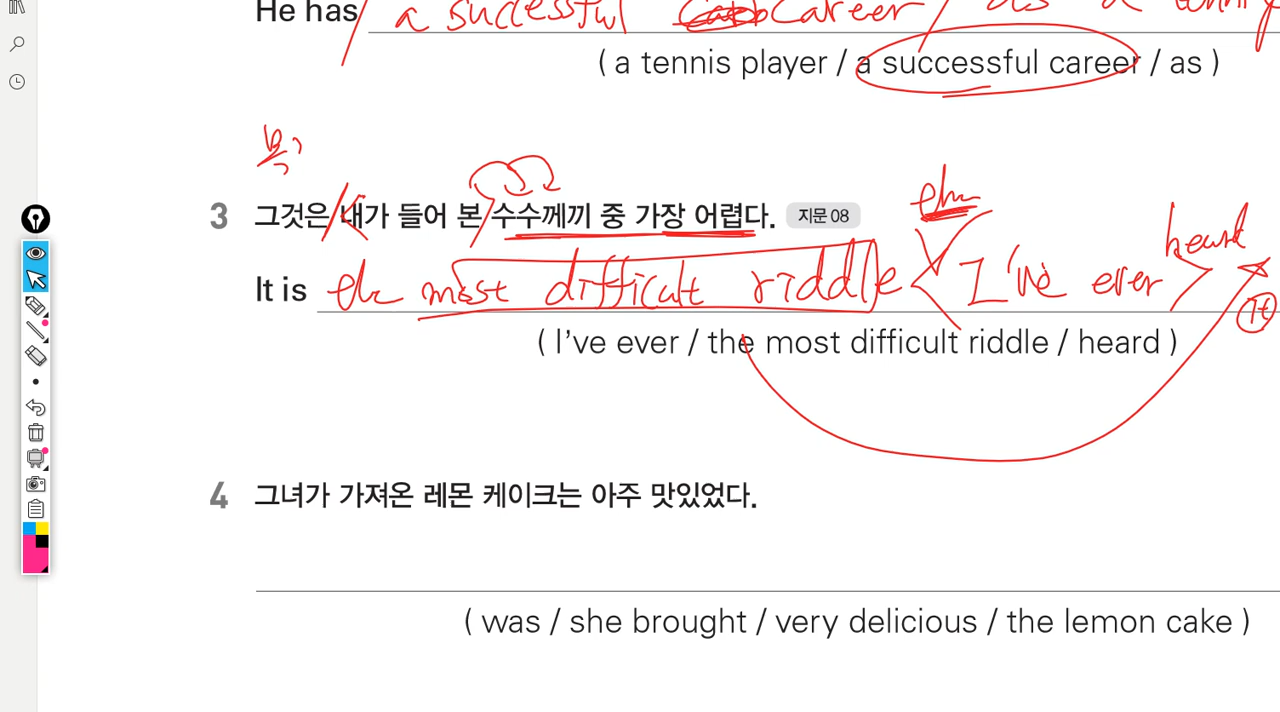 He has a successful career / as a tennis
( a tennis player / a successful career / as )
3 그것은 내가 들어 본 수수께끼 중 가장 어렵다. 지문 08
heard
It is the most difficult riddle I've ever
It
( I've ever / the most difficult riddle / heard )
4 그녀가 가져온 레몬 케이크는 아주 맛있었다.
( was / she brought / very delicious / the lemon cake )